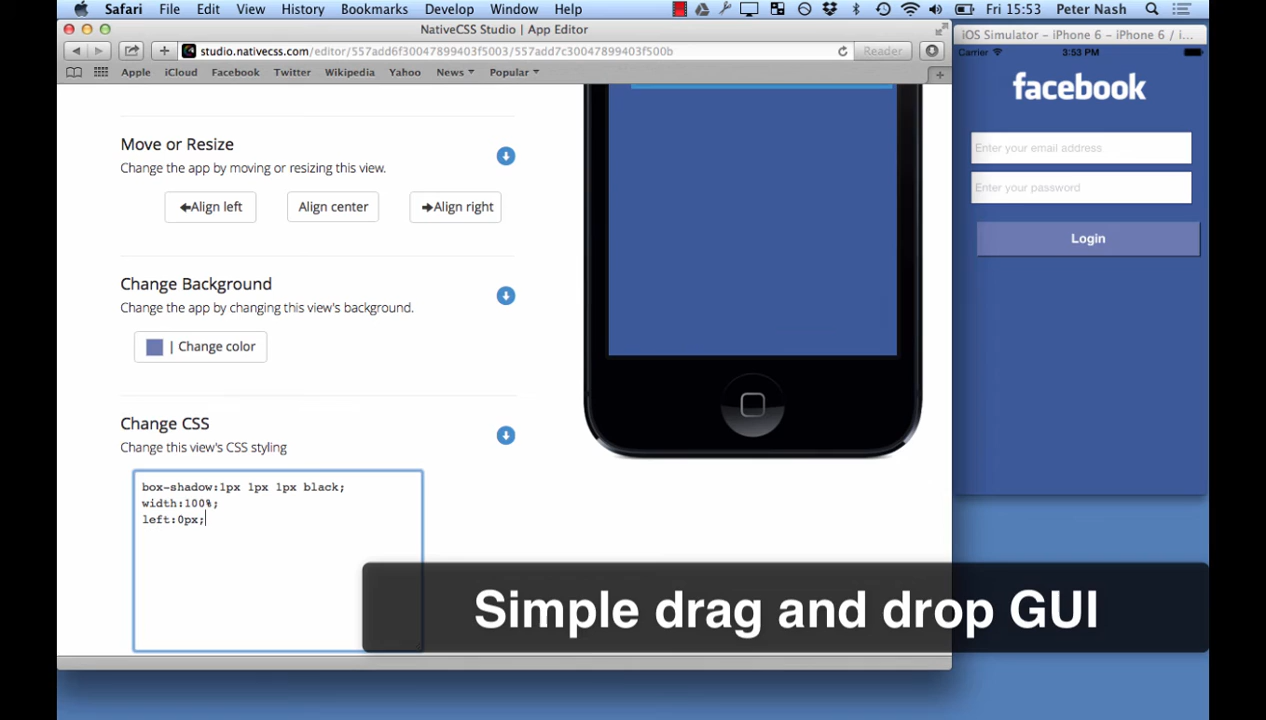 Safari File Edit View History Bookmarks Develop Window Help Fri 15:53 Peter Nash
NativeCSS Studio | App Editor
studio.nativecss.com/editor/557add6f30047899403f5003/557add7c30047899403f500b Reader
Apple iCloud Facebook Twitter Wikipedia Yahoo News Popular
Move or Resize
Change the app by moving or resizing this view.
Align left Align center Align right
Change Background
Change the app by changing this view's background.
| Change color
Change CSS
Change this view's CSS styling
box-shadow:1px 1px 1px black;
width:100%;
left:0px;
iOS Simulator – iPhone 6 – iPhone 6 / i...
Carrier 3:53 PM
facebook
Enter your email address
Enter your password
Login
Simple drag and drop GUI